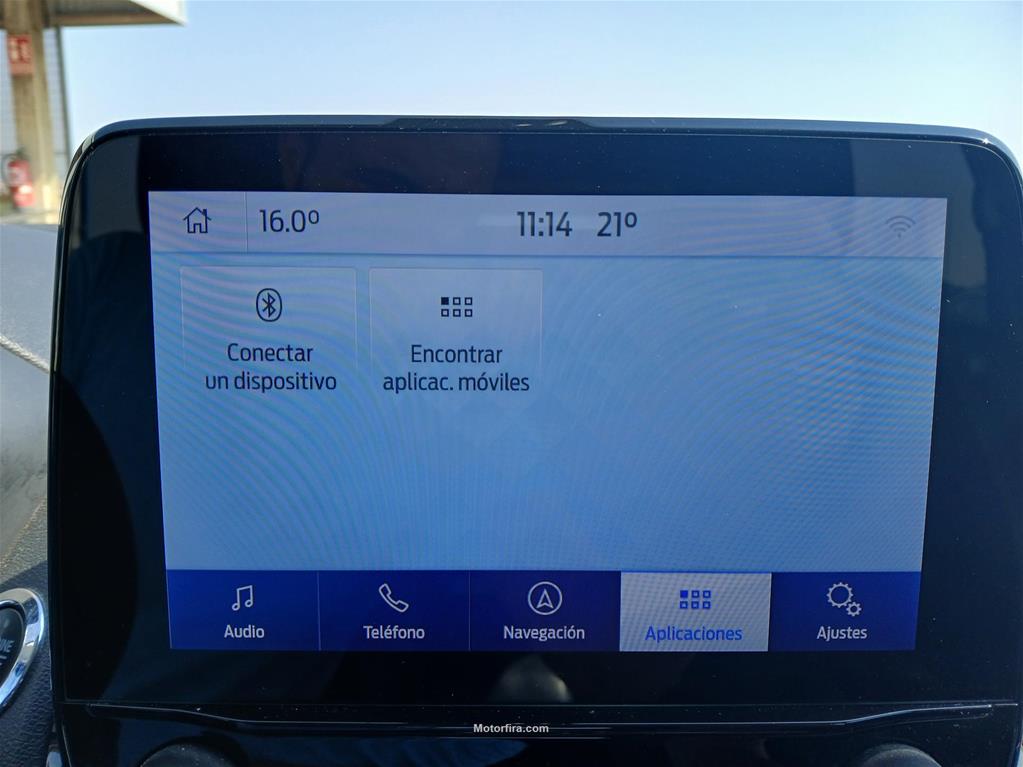 16.0º
11:14 21º
Conectar
un dispositivo
Encontrar
aplicac. móviles
Audio
Teléfono
Navegación
Aplicaciones
Ajustes
Motorfira.com